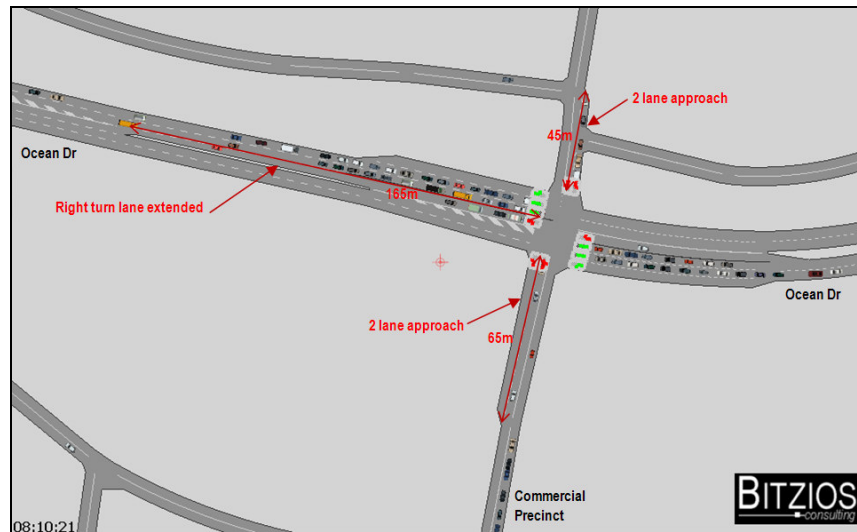 2 lane approach
45m
Ocean Dr
165m
Right turn lane extended
Ocean Dr
2 lane approach
65m
Commercial
Precinct
BITZIOS
consulting
08:10:21